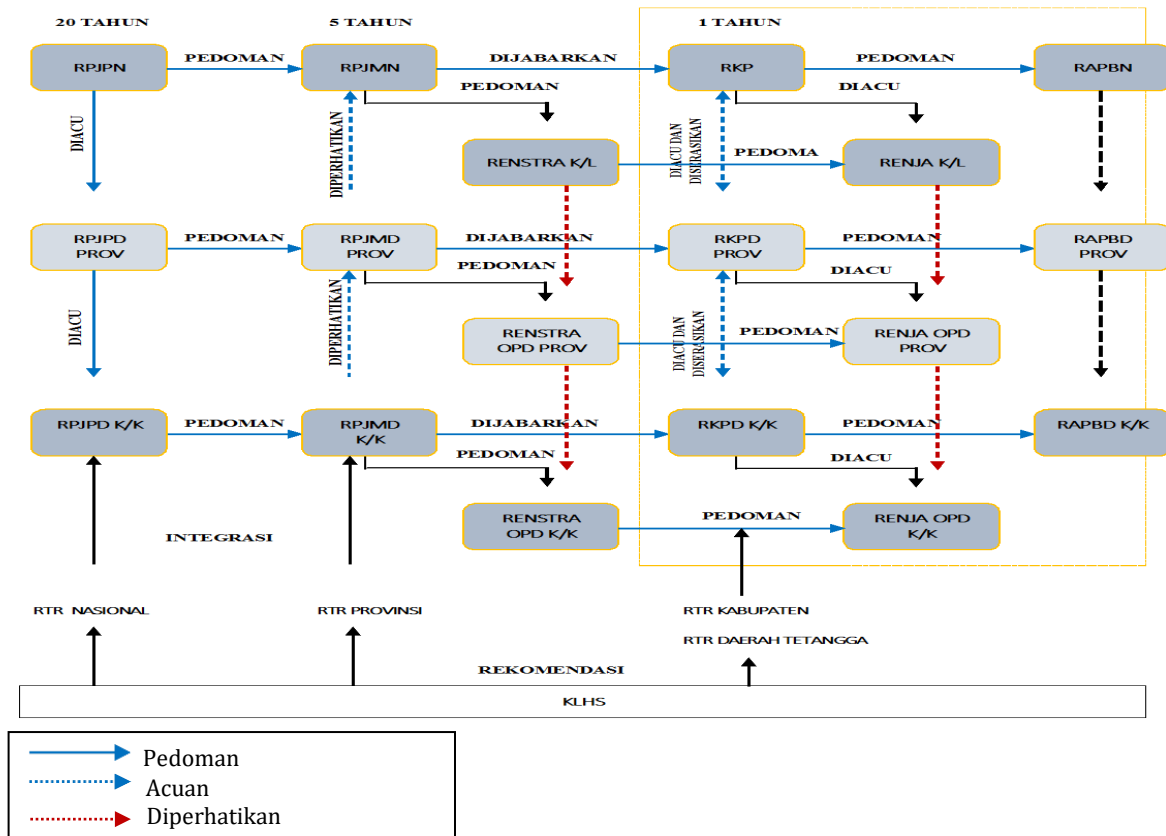 20 TAHUN
5 TAHUN
1 TAHUN
RPJPN
PEDOMAN
RPJMN
DIJABARKAN
RKP
PEDOMAN
RAPBN
PEDOMAN
DIACU
DIACU
DIPERHATIKAN
DIACU DAN
DISERASIKAN
RENSTRA K/L
PEDOMA
RENJA K/L
RPJPD
PROV
PEDOMAN
RPJMD
PROV
DIJABARKAN
RKPD
PROV
PEDOMAN
RAPBD
PROV
PEDOMAN
DIACU
DIACU
DIPERHATIKAN
DIACU DAN
DISERASIKAN
RENSTRA
OPD PROV
PEDOMAN
RENJA OPD
PROV
RPJPD K/K
PEDOMAN
RPJMD
K/K
DIJABARKAN
RKPD K/K
PEDOMAN
RAPBD K/K
PEDOMAN
DIACU
RENSTRA
OPD K/K
PEDOMAN
RENJA OPD
K/K
INTEGRASI
RTR NASIONAL
RTR PROVINSI
RTR KABUPATEN
RTR DAERAH TETANGGA
REKOMENDASI
KLHS
Pedoman
Acuan
Diperhatikan